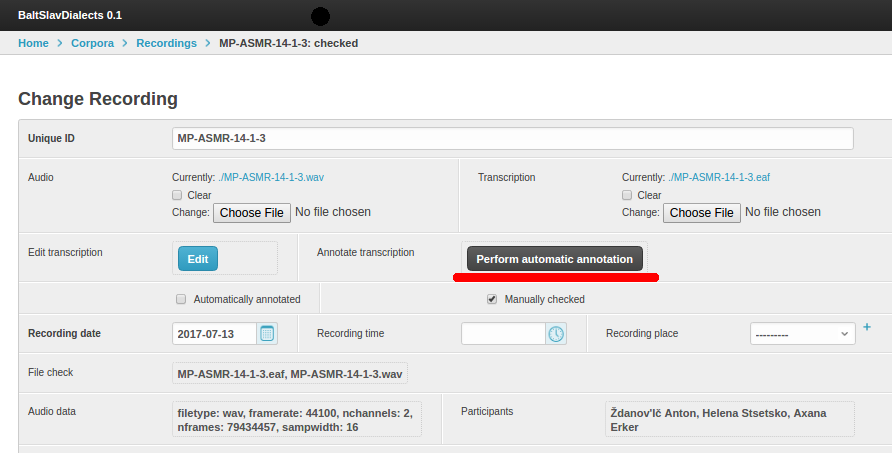 BaltSlavDialects 0.1
Home > Corpora > Recordings > MP-ASMR-14-1-3: checked
Change Recording
Unique ID MP-ASMR-14-1-3
Audio Currently: ./MP-ASMR-14-1-3.wav Transcription Currently: ./MP-ASMR-14-1-3.eaf
Clear Clear
Change: Choose File No file chosen Change: Choose File No file chosen
Edit transcription Edit Annotate transcription Perform automatic annotation
Automatically annotated Manually checked
Recording date 2017-07-13 Recording time Recording place --------- +
File check MP-ASMR-14-1-3.eaf, MP-ASMR-14-1-3.wav
Audio data filetype: wav, framerate: 44100, nchannels: 2, Participants Ždanov'lč Anton, Helena Stsetsko, Axana
nframes: 79434457, sampwidth: 16 Erker